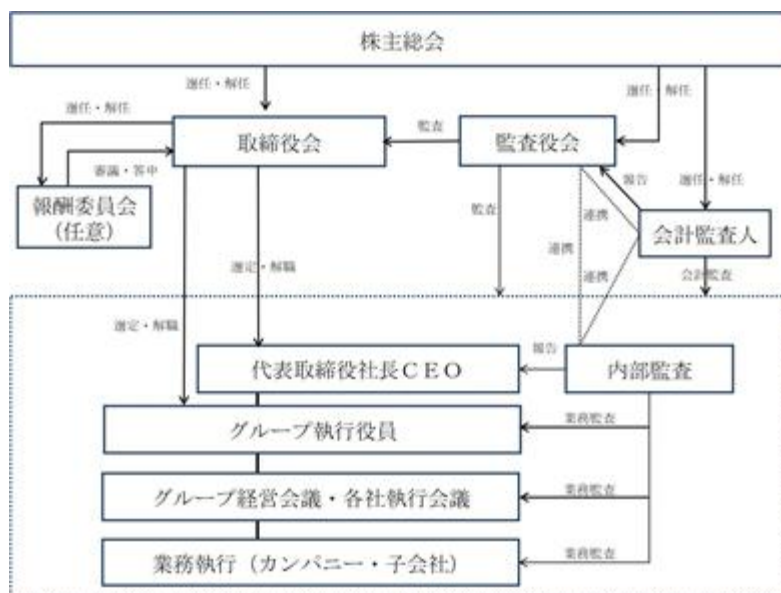 株主総会
選任・解任
選任・解任
選任・解任
取締役会
監査
監査役会
審議・答申
報告
選任・解任
報酬委員会
（任意）
監査
連携
会計監査人
連携
選定・解職
連携
会計監査
選定・解職
代表取締役社長ＣＥＯ
報告
内部監査
グループ執行役員
業務監査
グループ経営会議・各社執行会議
業務監査
業務執行（カンパニー・子会社）
業務監査